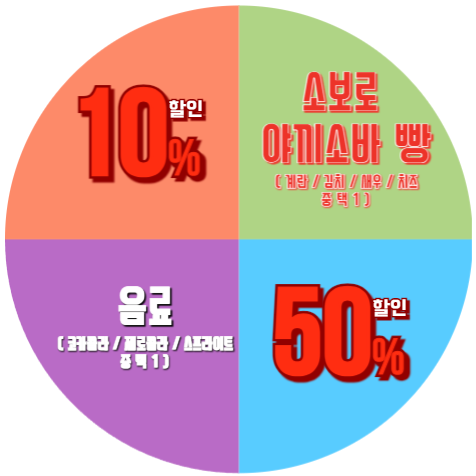 10% 할인
소보로
야끼소바 빵
( 계란 / 김치 / 새우 / 치즈
중 택 1 )
음료
( 코카콜라 / 제로콜라 / 스프라이트
중 택 1 )
50% 할인